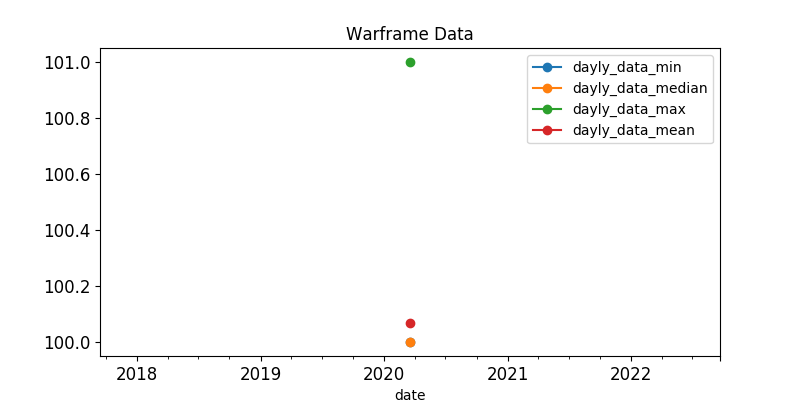 Warframe Data
101.0
100.8
100.6
100.4
100.2
100.0
dayly_data_min
dayly_data_median
dayly_data_max
dayly_data_mean
2018 2019 2020 2021 2022
date